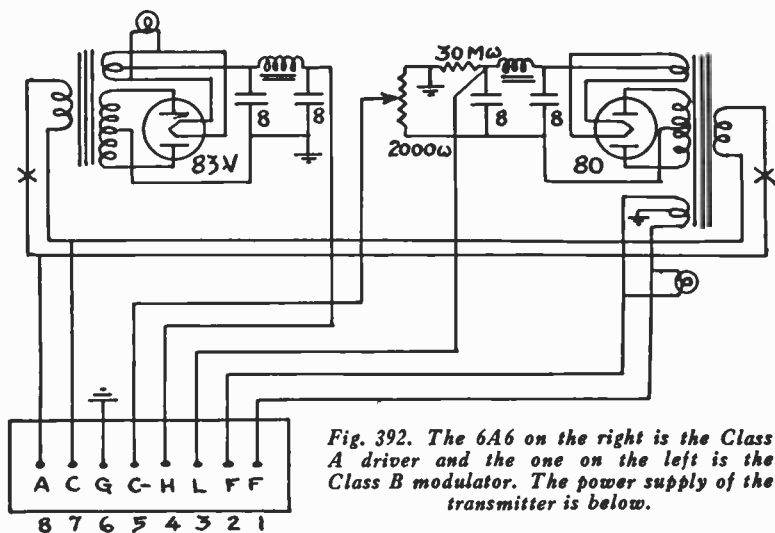 30Mω
8
8
83V
2000ω
8
8
80
A C G C- H L F F
8 7 6 5 4 3 2 1
Fig. 392. The 6A6 on the right is the Class
A driver and the one on the left is the
Class B modulator. The power supply of the
transmitter is below.